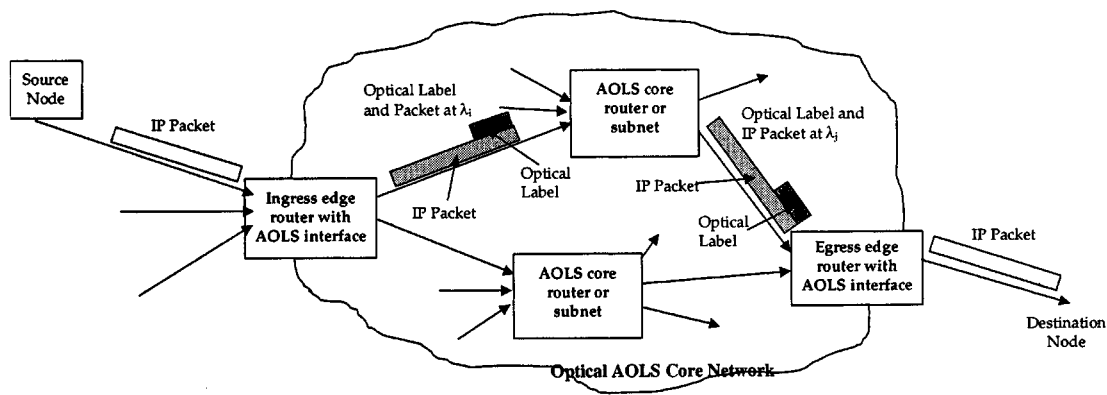 Source
Node
IP Packet
Ingress edge
router with
AOLS interface
Optical Label
and Packet at λi
Optical
Label
IP Packet
AOLS core
router or
subnet
Optical Label and
IP Packet at λj
IP Packet
Optical
Label
AOLS core
router or
subnet
Egress edge
router with
AOLS interface
IP Packet
Destination
Node
Optical AOLS Core Network